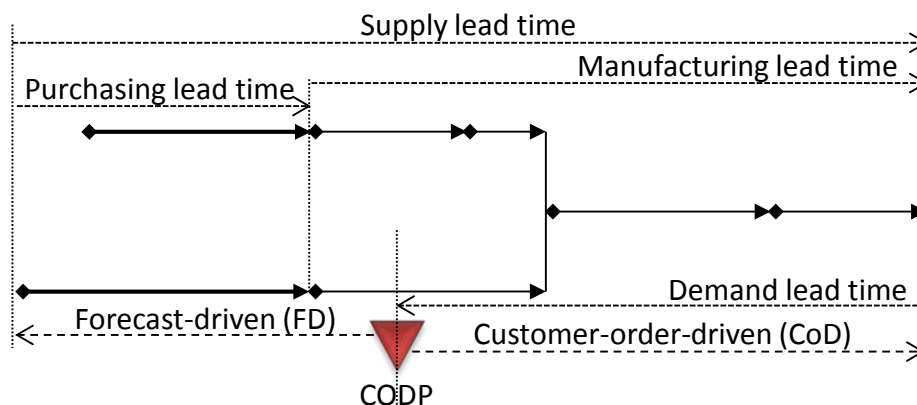 Supply lead time
Manufacturing lead time
Purchasing lead time
Demand lead time
Forecast-driven (FD)
Customer-order-driven (CoD)
CODP